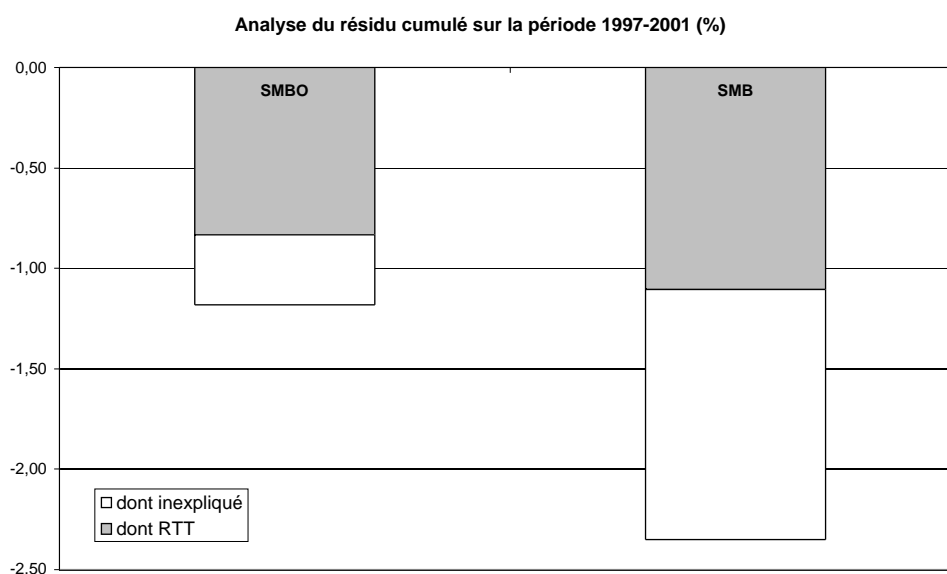 Analyse du résidu cumulé sur la période 1997-2001 (%)
0,00
SMBO
SMB
-0,50
-1,00
-1,50
-2,00
dont inexpliqué
dont RTT
-2,50